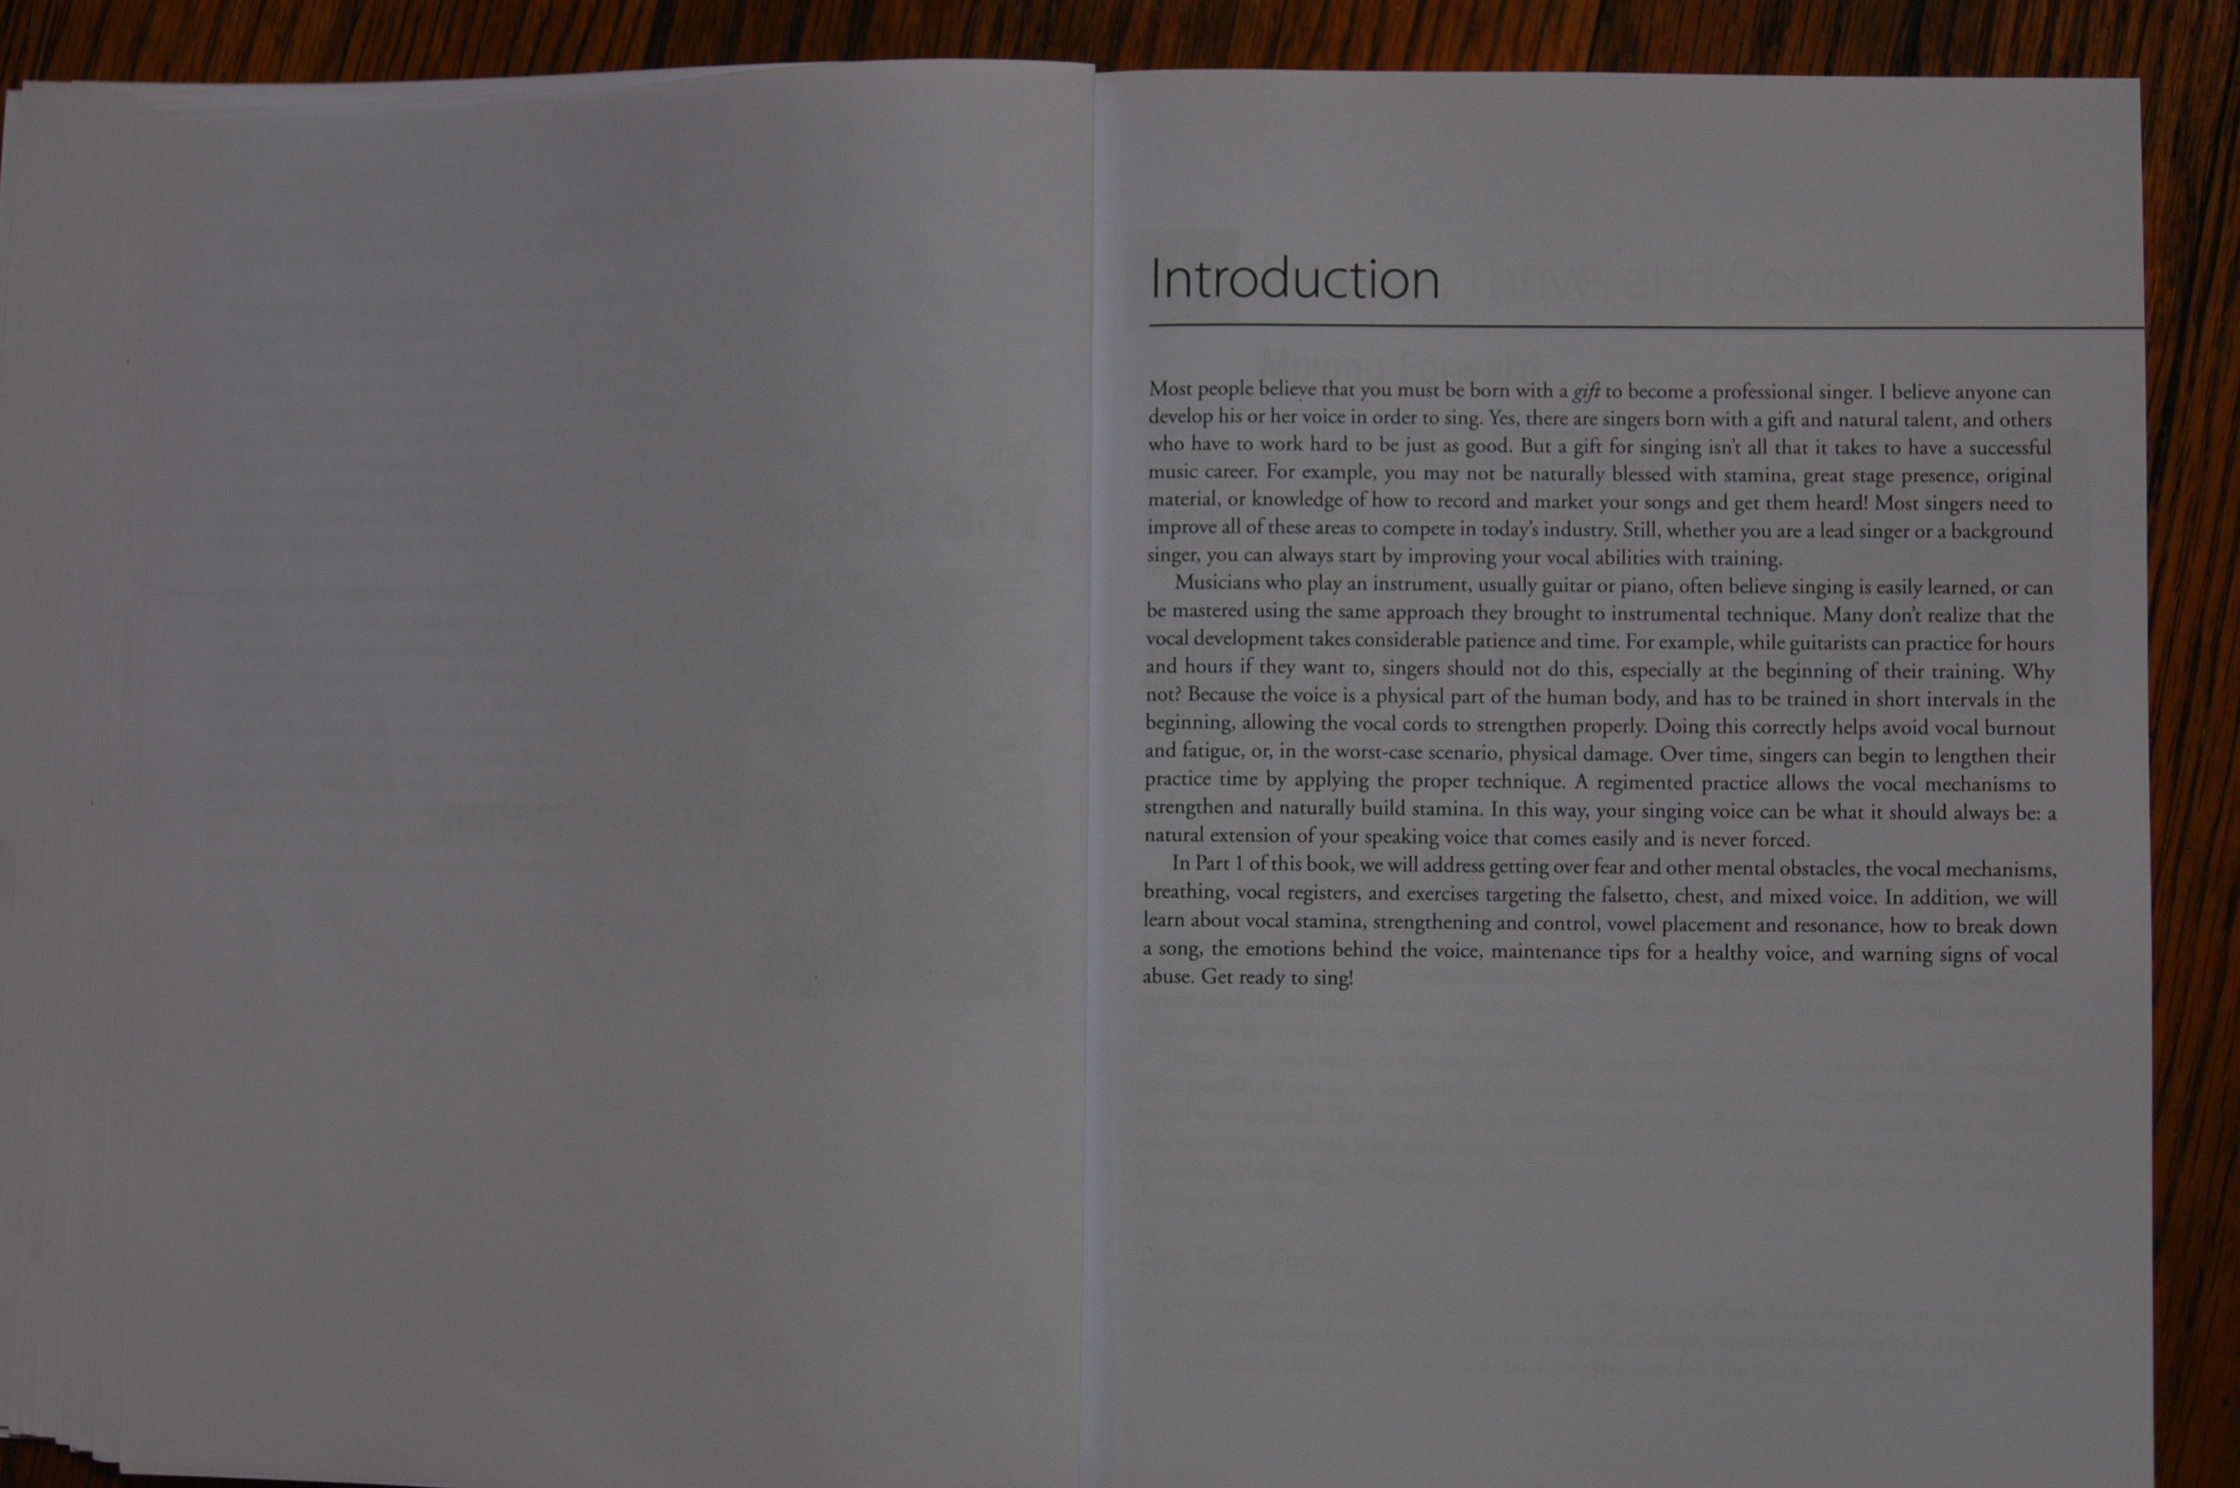 Introduction
Most people believe that you must be born with a gift to become a professional singer. I believe anyone can
develop his or her voice in order to sing. Yes, there are singers born with a gift and natural talent, and others
who have to work hard to be just as good. But a gift for singing isn't all that it takes to have a successful
music career. For example, you may not be naturally blessed with stamina, great stage presence, original
material, or knowledge of how to record and market your songs and get them heard! Most singers need to
improve all of these areas to compete in today's industry. Still, whether you are a lead singer or a background
singer, you can always start by improving your vocal abilities with training.
Musicians who play an instrument, usually guitar or piano, often believe singing is easily learned, or can
be mastered using the same approach they brought to instrumental technique. Many don't realize that the
vocal development takes considerable patience and time. For example, while guitarists can practice for hours
and hours if they want to, singers should not do this, especially at the beginning of their training. Why
not? Because the voice is a physical part of the human body, and has to be trained in short intervals in the
beginning, allowing the vocal cords to strengthen properly. Doing this correctly helps avoid vocal burnout
and fatigue, or, in the worst-case scenario, physical damage. Over time, singers can begin to lengthen their
practice time by applying the proper technique. A regimented practice allows the vocal mechanisms to
strengthen and naturally build stamina. In this way, your singing voice can be what it should always be: a
natural extension of your speaking voice that comes easily and is never forced.
In Part 1 of this book, we will address getting over fear and other mental obstacles, the vocal mechanisms,
breathing, vocal registers, and exercises targeting the falsetto, chest, and mixed voice. In addition, we will
learn about vocal stamina, strengthening and control, vowel placement and resonance, how to break down
a song, the emotions behind the voice, maintenance tips for a healthy voice, and warning signs of vocal
abuse. Get ready to sing!